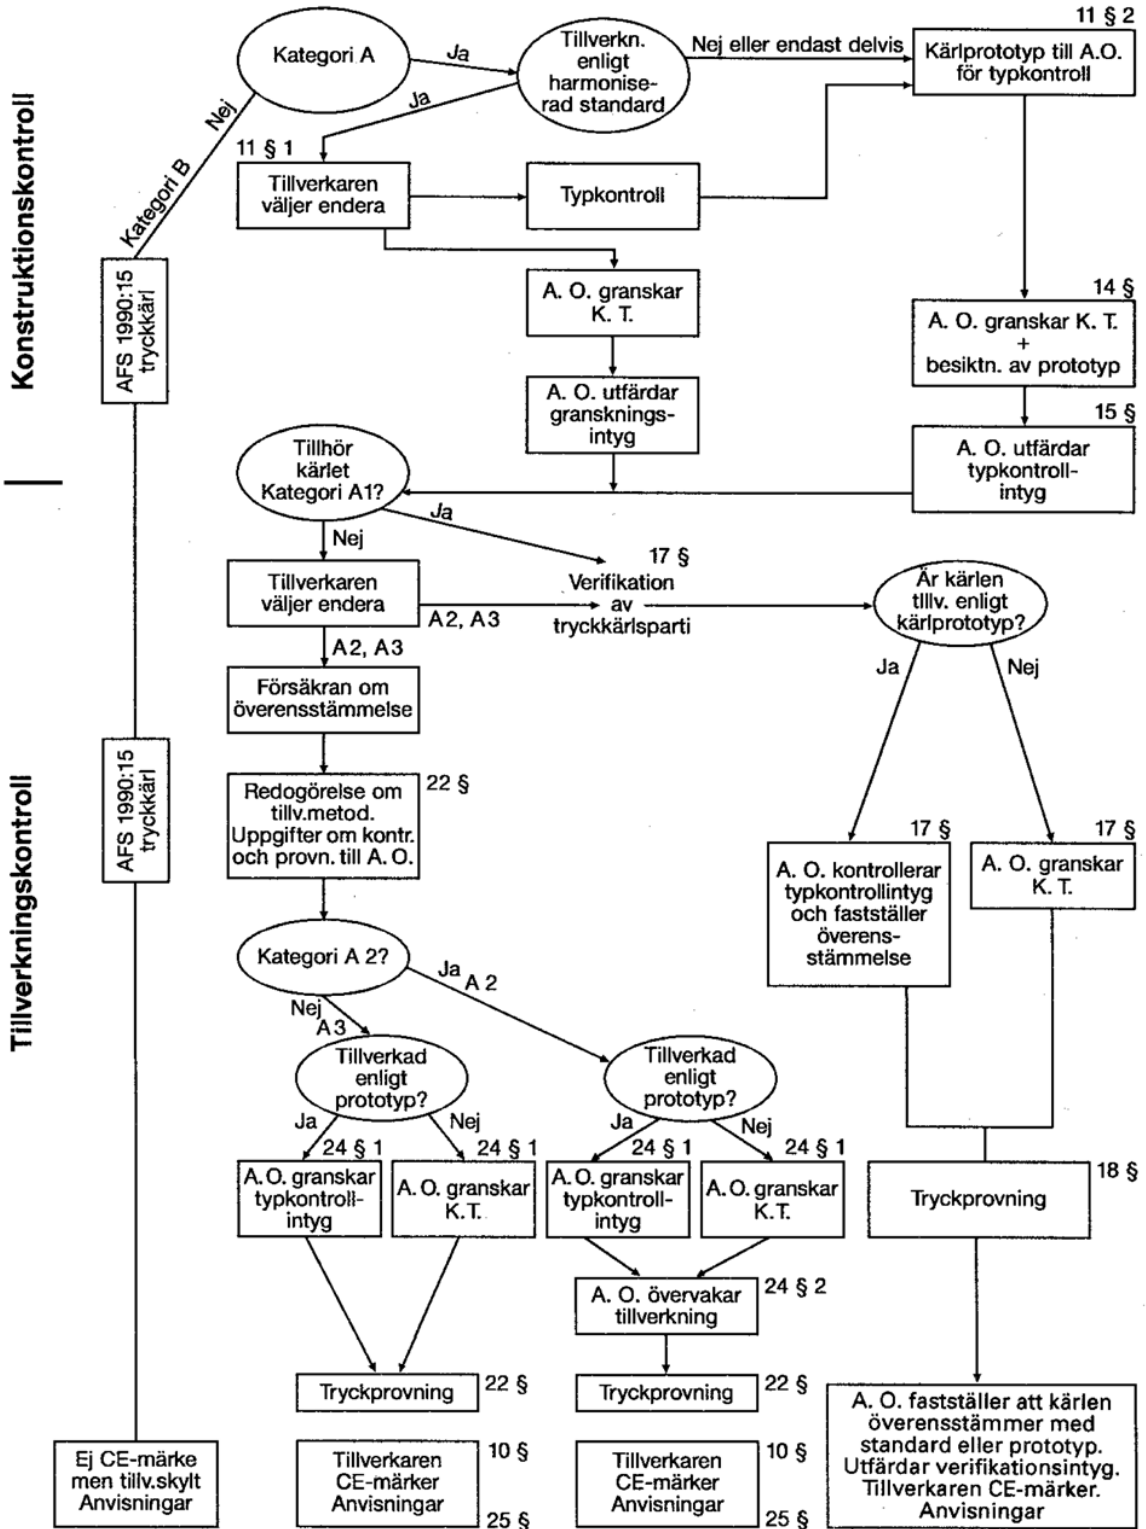 Konstruktionskontroll
Tillverkningskontroll
Kategori A
Ja
Tillverkn.
enligt
harmonise-
rad standard
Nej eller endast delvis
11 § 2
Kärlprototyp till A.O.
för typkontroll
Nej
Kategori B
Ja
11 § 1
Tillverkaren
väljer endera
Typkontroll
AFS 1990:15
tryckkärl
A. O. granskar
K. T.
14 §
A. O. granskar K. T.
+
besiktn. av prototyp
A. O. utfärdar
gransknings-
intyg
15 §
A. O. utfärdar
typkontroll-
intyg
Tillhör
kärlet
Kategori A1?
Ja
Nej
Tillverkaren
väljer endera
A2, A3
17 §
Verifikation
av
tryckkärlsparti
Är kärlen
tillv. enligt
kärlprototyp?
A2, A3
Ja
Nej
Försäkran om
överensstämmelse
AFS 1990:15
tryckkärl
Redogörelse om
tillv.metod.
Uppgifter om kontr.
och provn. till A. O.
22 §
17 §
A. O. kontrollerar
typkontrollintyg
och fastställer
överens-
stämmelse
17 §
A. O. granskar
K. T.
Kategori A 2?
Ja
A 2
Nej
A3
Tillverkad
enligt
prototyp?
Tillverkad
enligt
prototyp?
Ja
Nej
Ja
Nej
24 § 1
A. O. granskar
typkontroll-
intyg
24 § 1
A. O. granskar
K.T.
24 § 1
A. O. granskar
typkontroll-
intyg
24 § 1
A. O. granskar
K.T.
18 §
Tryckprovning
A. O. övervakar
tillverkning
24 § 2
Tryckprovning
22 §
Tryckprovning
22 §
Ej CE-märke
men tillv.skylt
Anvisningar
Tillverkaren
CE-märker
Anvisningar
10 §
25 §
Tillverkaren
CE-märker
Anvisningar
10 §
25 §
A. O. fastställer att kärlen
överensstämmer med
standard eller prototyp.
Utfärdar verifikationsintyg.
Tillverkaren CE-märker.
Anvisningar